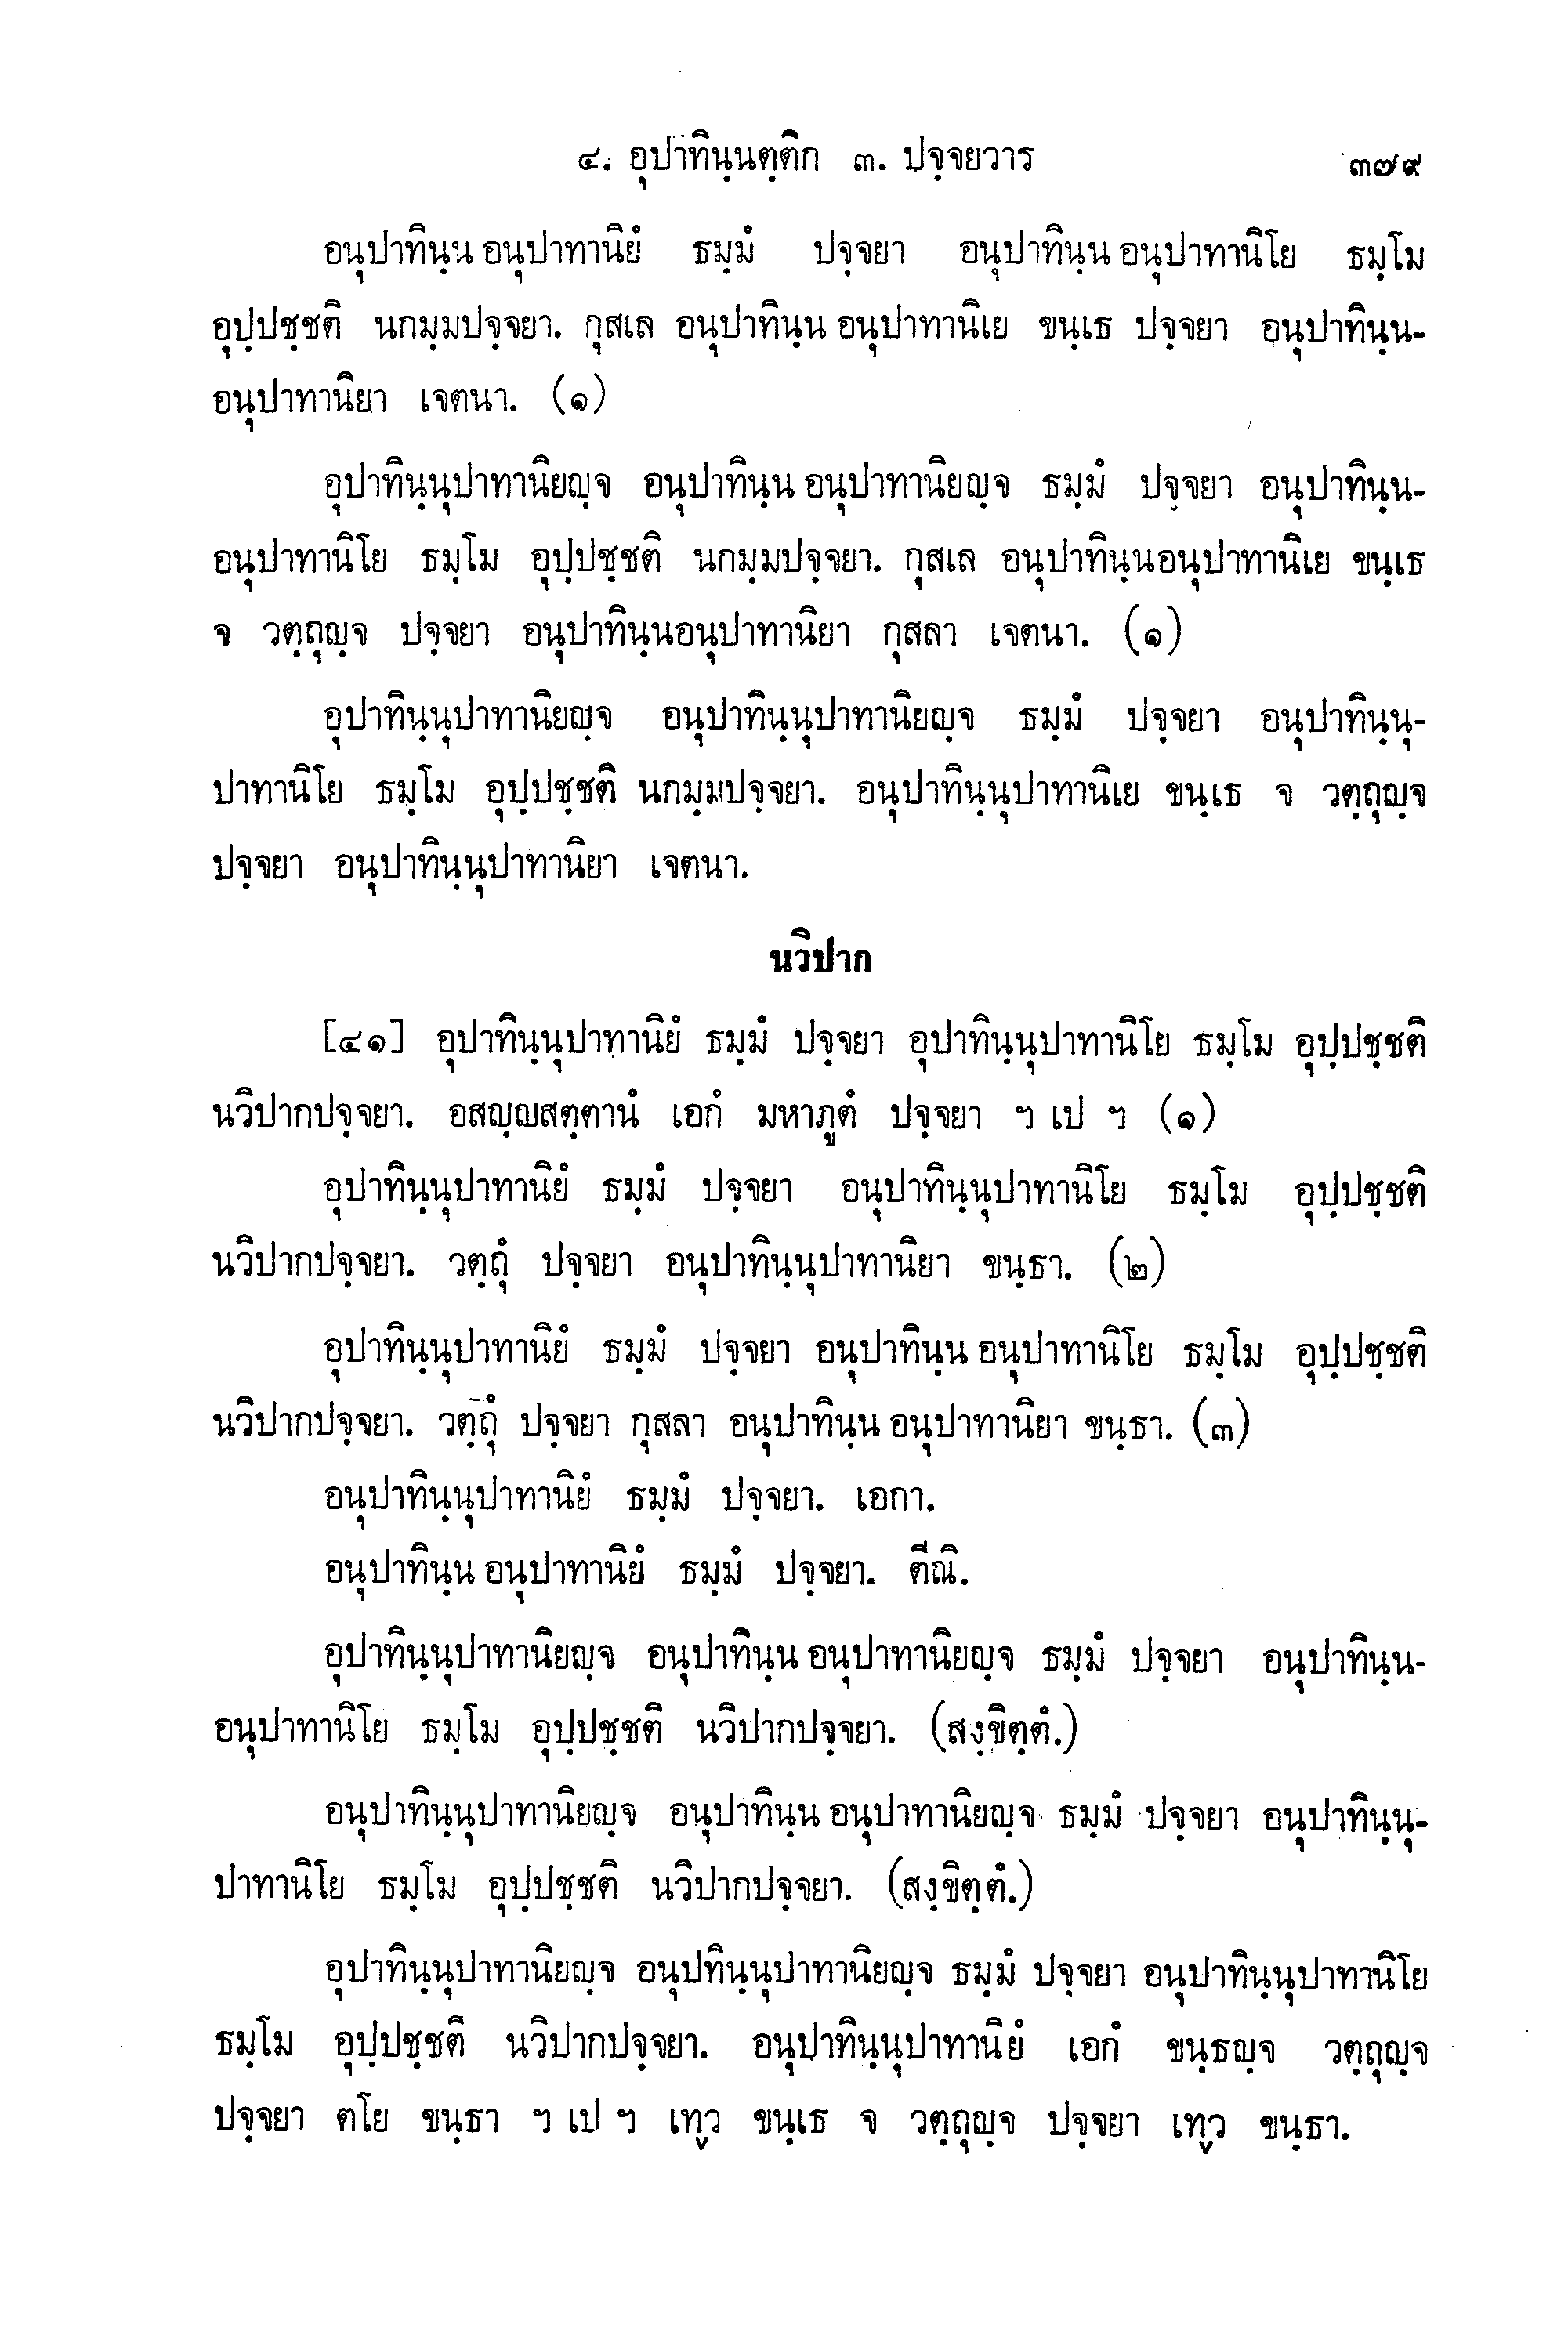 ๔. อุปาทินฺนตฺติก ๓. ปจฺจยวาร ๓๗๙
อนุปาทินฺน อนุปาทานิยํ ธมฺมํ ปจฺจยา อนุปาทินฺน อนุปาทานิโย ธมฺโม
อุปฺปชฺชติ นกมฺมปจฺจยา. กุสเล อนุปาทินฺน อนุปาทานิเย ขนฺเธ ปจฺจยา อนุปาทินฺน-
อนุปาทานิยา เจตนา. (๑)
อุปาทินฺนุปาทานิยญฺจ อนุปาทินฺน อนุปาทานิยญฺจ ธมฺมํ ปจฺจยา อนุปาทินฺน-
อนุปาทานิโย ธมฺโม อุปฺปชฺชติ นกมฺมปจฺจยา. กุสเล อนุปาทินฺนอนุปาทานิเย ขนฺเธ
จ วตฺถุญฺจ ปจฺจยา อนุปาทินฺนอนุปาทานิยา กุสลา เจตนา. (๑)
อุปาทินฺนุปาทานิยญฺจ อนุปาทินฺนุปาทานิยญฺจ ธมฺมํ ปจฺจยา อนุปาทินฺนุ-
ปาทานิโย ธมฺโม อุปฺปชฺชติ นกมฺมปจฺจยา. อนุปาทินฺนุปาทานิเย ขนฺเธ จ วตฺถุญฺจ
ปจฺจยา อนุปาทินฺนุปาทานิยา เจตนา.
นวิปาก
[๔๑] อุปาทินฺนุปาทานิยํ ธมฺมํ ปจฺจยา อุปาทินฺนุปาทานิโย ธมฺโม อุปฺปชฺชติ
นวิปากปจฺจยา. อสญฺญสตฺตานํ เอกํ มหาภูตํ ปจฺจยา ฯ เป ฯ (๑)
อุปาทินฺนุปาทานิยํ ธมฺมํ ปจฺจยา อนุปาทินฺนุปาทานิโย ธมฺโม อุปฺปชฺชติ
นวิปากปจฺจยา. วตฺถุํ ปจฺจยา อนุปาทินฺนุปาทานิยา ขนฺธา. (๒)
อุปาทินฺนุปาทานิยํ ธมฺมํ ปจฺจยา อนุปาทินฺน อนุปาทานิโย ธมฺโม อุปฺปชฺชติ
นวิปากปจฺจยา. วตฺถุํ ปจฺจยา กุสลา อนุปาทินฺน อนุปาทานิยา ขนฺธา. (๓)
อนุปาทินฺนุปาทานิยํ ธมฺมํ ปจฺจยา. เอกา.
อนุปาทินฺน อนุปาทานิยํ ธมฺมํ ปจฺจยา. ตีณิ.
อุปาทินฺนุปาทานิยญฺจ อนุปาทินฺน อนุปาทานิยญฺจ ธมฺมํ ปจฺจยา อนุปาทินฺน-
อนุปาทานิโย ธมฺโม อุปฺปชฺชติ นวิปากปจฺจยา. (สงฺขิตฺตํ.)
อนุปาทินฺนุปาทานิยญฺจ อนุปาทินฺน อนุปาทานิยญฺจ ธมฺมํ ปจฺจยา อนุปาทินฺนุ-
ปาทานิโย ธมฺโม อุปฺปชฺชติ นวิปากปจฺจยา. (สงฺขิตฺตํ.)
อุปาทินฺนุปาทานิยญฺจ อนุปทินฺนุปาทานิยญฺจ ธมฺมํ ปจฺจยา อนุปาทินฺนุปาทานิโย
ธมฺโม อุปฺปชฺชติ นวิปากปจฺจยา. อนุปาทินฺนุปาทานิยํ เอกํ ขนฺธญฺจ วตฺถุญฺจ
ปจฺจยา ตโย ขนฺธา ฯ เป ฯ เทฺว ขนฺเธ จ วตฺถุญฺจ ปจฺจยา เทฺว ขนฺธา.